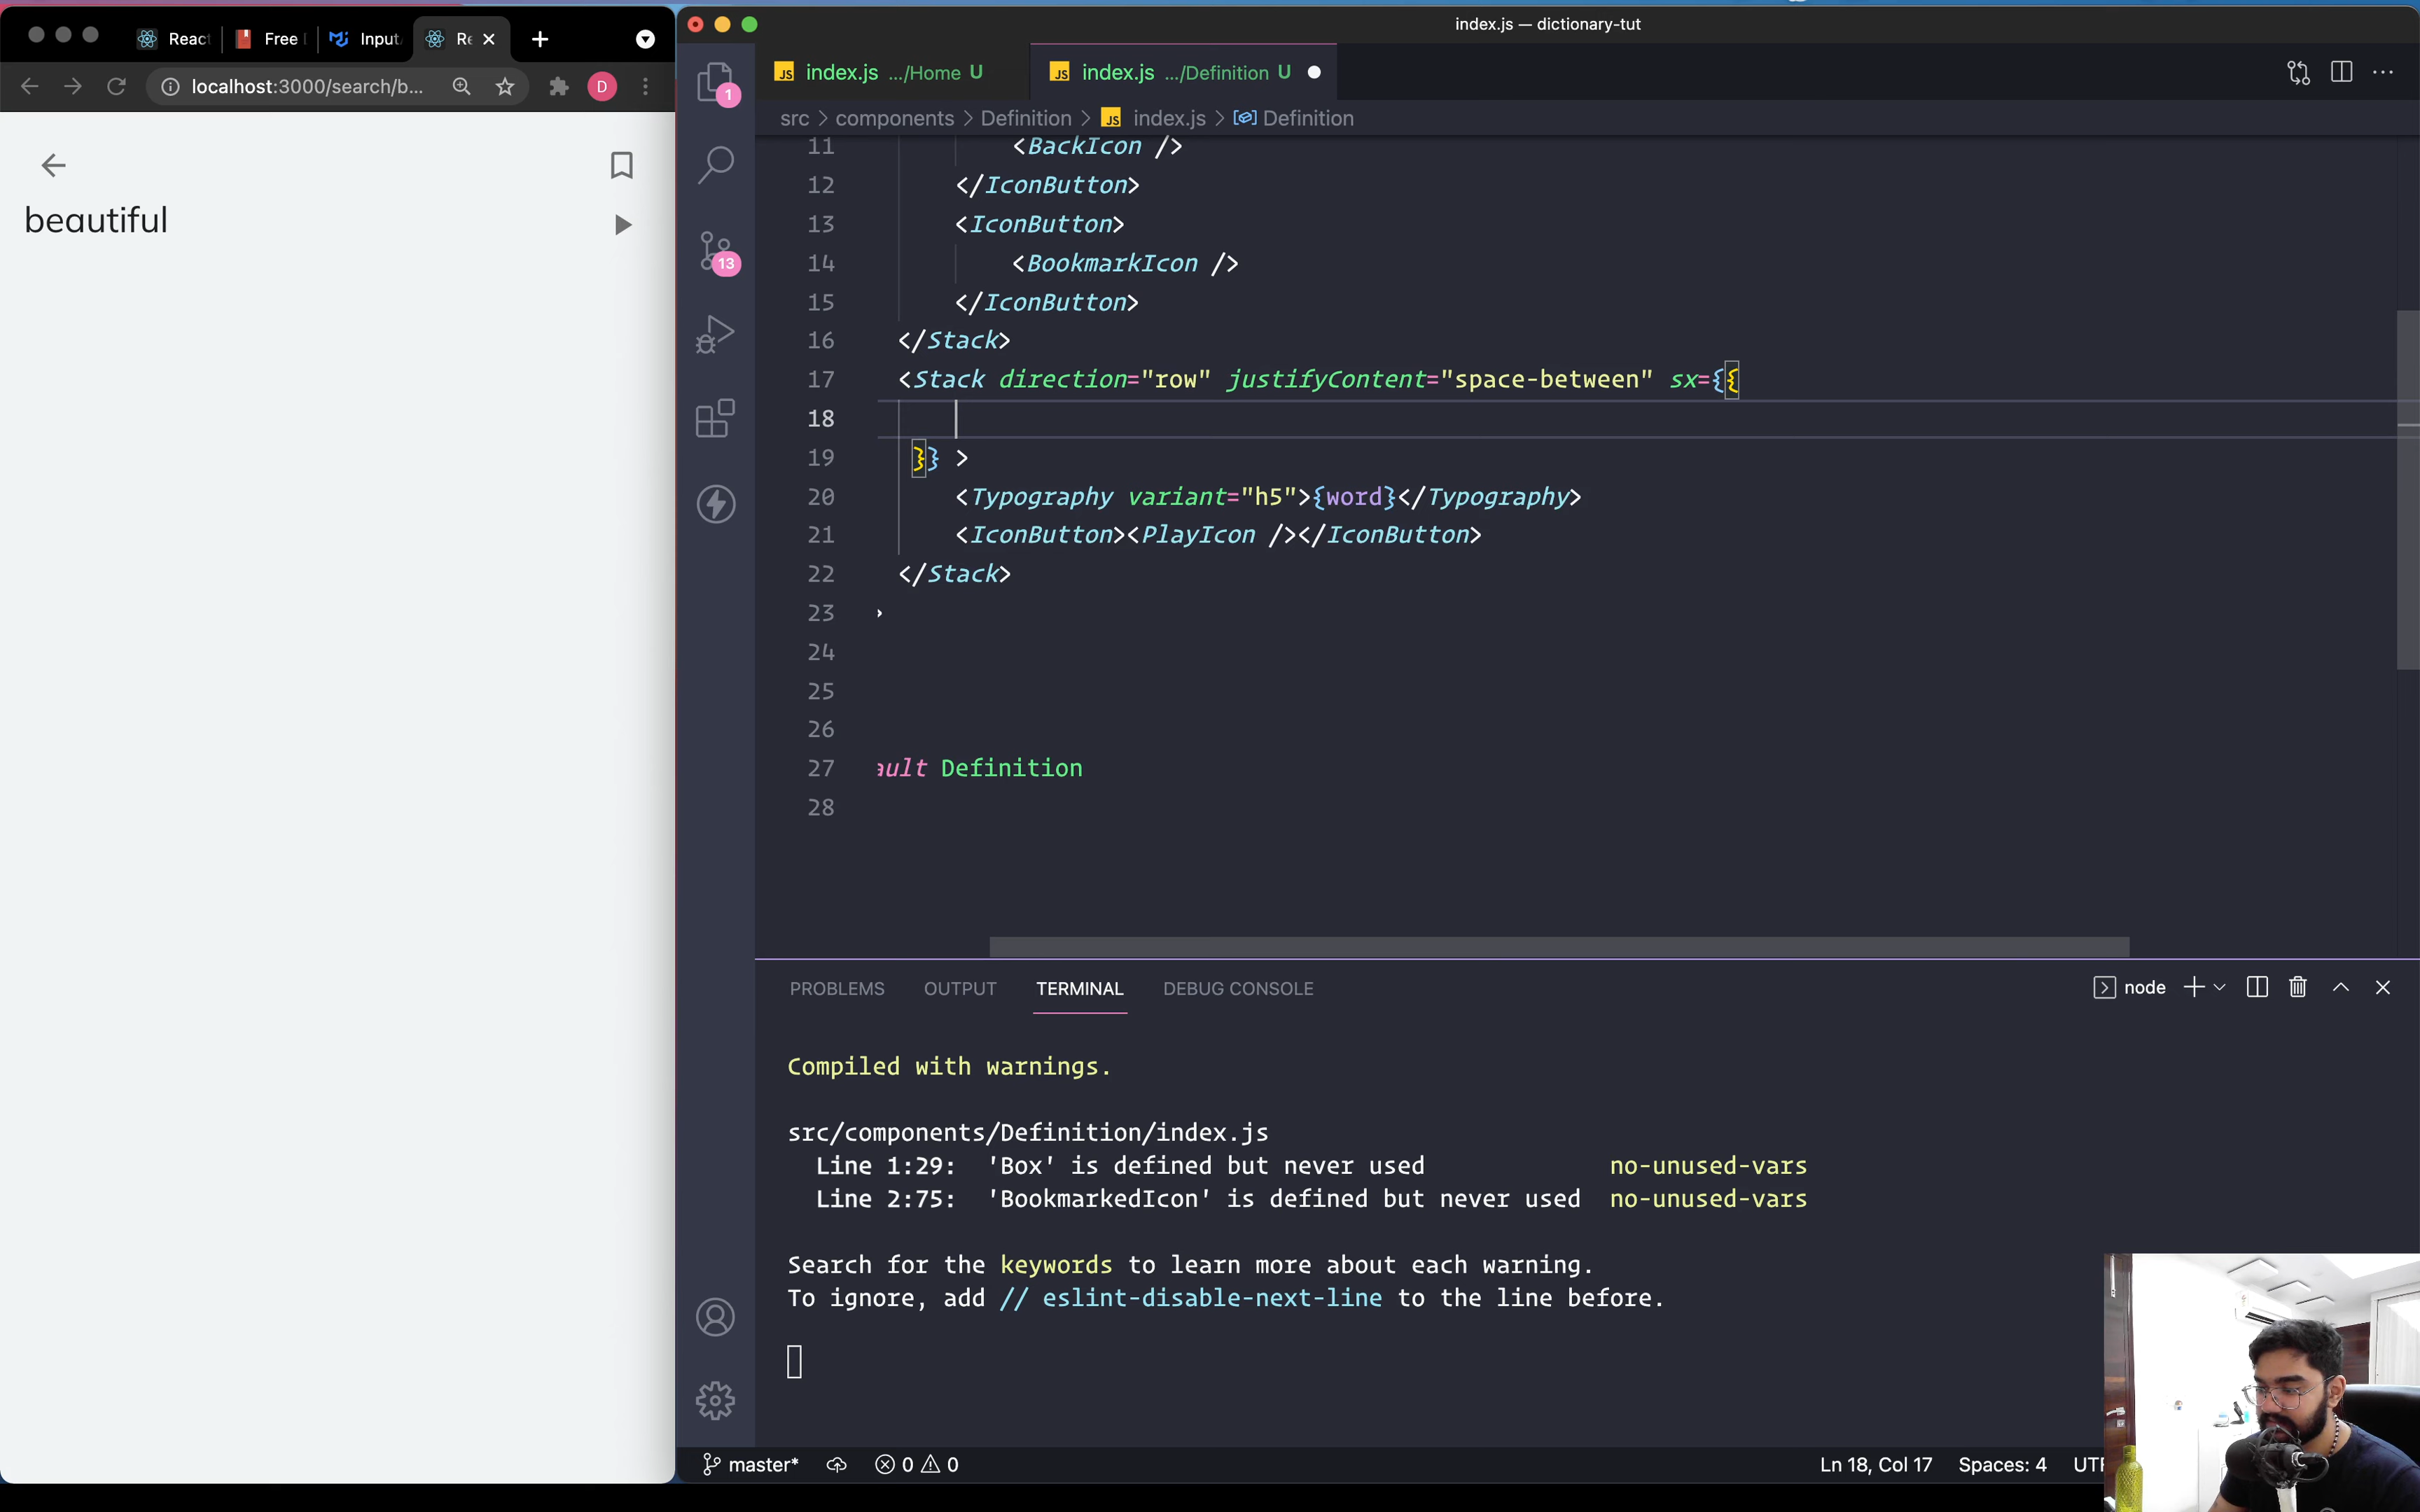 React
Free
Input
Re
localhost:3000/search/b...
D
beautiful
index.js — dictionary-tut
JS index.js .../Home U
JS index.js .../Definition U
src > components > Definition > JS index.js > Definition
1
13
11 <BackIcon />
12 </IconButton>
13 <IconButton>
14 <BookmarkIcon />
15 </IconButton>
16 </Stack>
17 <Stack direction="row" justifyContent="space-between" sx={{
18
19 }} >
20 <Typography variant="h5">{word}</Typography>
21 <IconButton><PlayIcon /></IconButton>
22 </Stack>
23 >
24
25
26
27 ault Definition
28
PROBLEMS OUTPUT TERMINAL DEBUG CONSOLE
node
Compiled with warnings.
src/components/Definition/index.js
Line 1:29: 'Box' is defined but never used no-unused-vars
Line 2:75: 'BookmarkedIcon' is defined but never used no-unused-vars
Search for the keywords to learn more about each warning.
To ignore, add // eslint-disable-next-line to the line before.
master* 0 0
Ln 18, Col 17 Spaces: 4 UTF